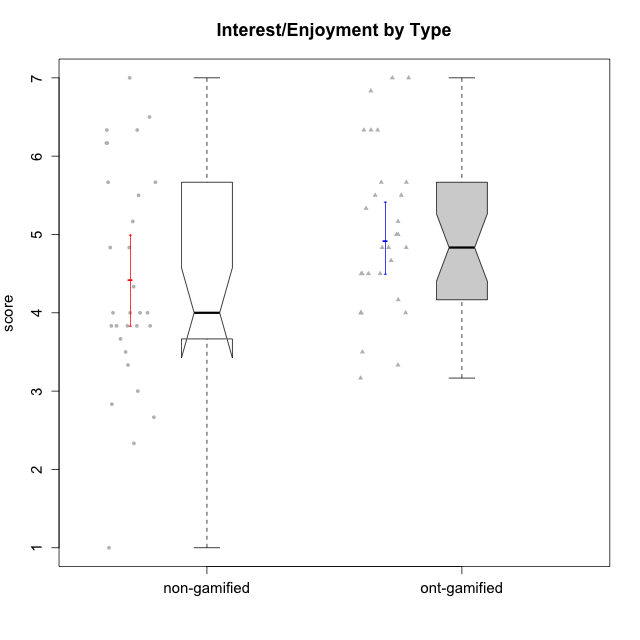 Interest/Enjoyment by Type
score
7
6
5
4
3
2
1
non-gamified
ont-gamified